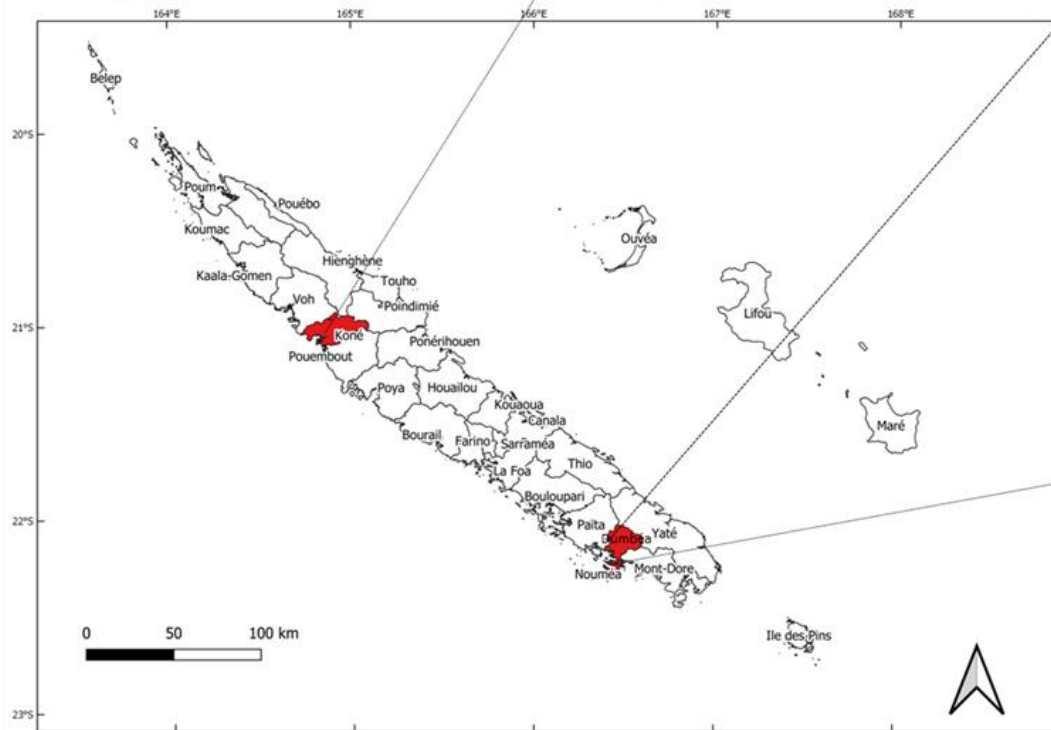 164°E
165°E
166°E
167°E
168°E
Belep
20°S
Poum
Pouébo
Koumac
Ouvéa
Hienghène
Kaala-Gomen
Touho
Voh
Poindimié
Lifou
21°S
Koné
Ponérihouen
Pouembout
Poya
Houaïlou
Kouaoua
Canala
Maré
Bourail
Farino
Sarraméa
Thio
La Foa
Bouloupari
22°S
Païta
Yaté
Dumbéa
Nouméa
Mont-Dore
0
50
100 km
Ile des Pins
23°S